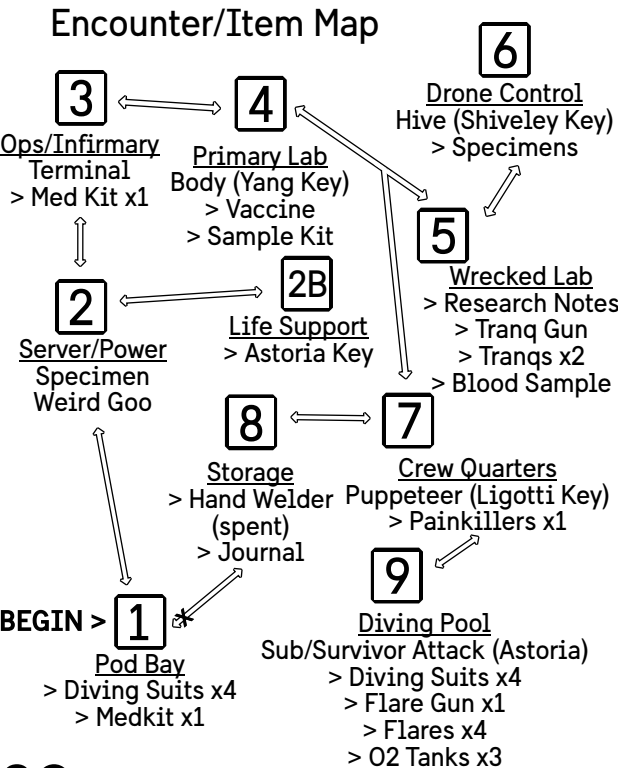 Encounter/Item Map
6
Drone Control
Hive (Shiveley Key)
> Specimens
3
Ops/Infirmary
Terminal
> Med Kit x1
4
Primary Lab
Body (Yang Key)
> Vaccine
> Sample Kit
5
Wrecked Lab
> Research Notes
> Tranq Gun
> Tranqs x2
> Blood Sample
2
Server/Power
Specimen
Weird Goo
2B
Life Support
> Astoria Key
8
Storage
> Hand Welder
(spent)
> Journal
7
Crew Quarters
Puppeteer (Ligotti Key)
> Painkillers x1
BEGIN >
1
Pod Bay
> Diving Suits x4
> Medkit x1
9
Diving Pool
Sub/Survivor Attack (Astoria)
> Diving Suits x4
> Flare Gun x1
> Flares x4
> O2 Tanks x3